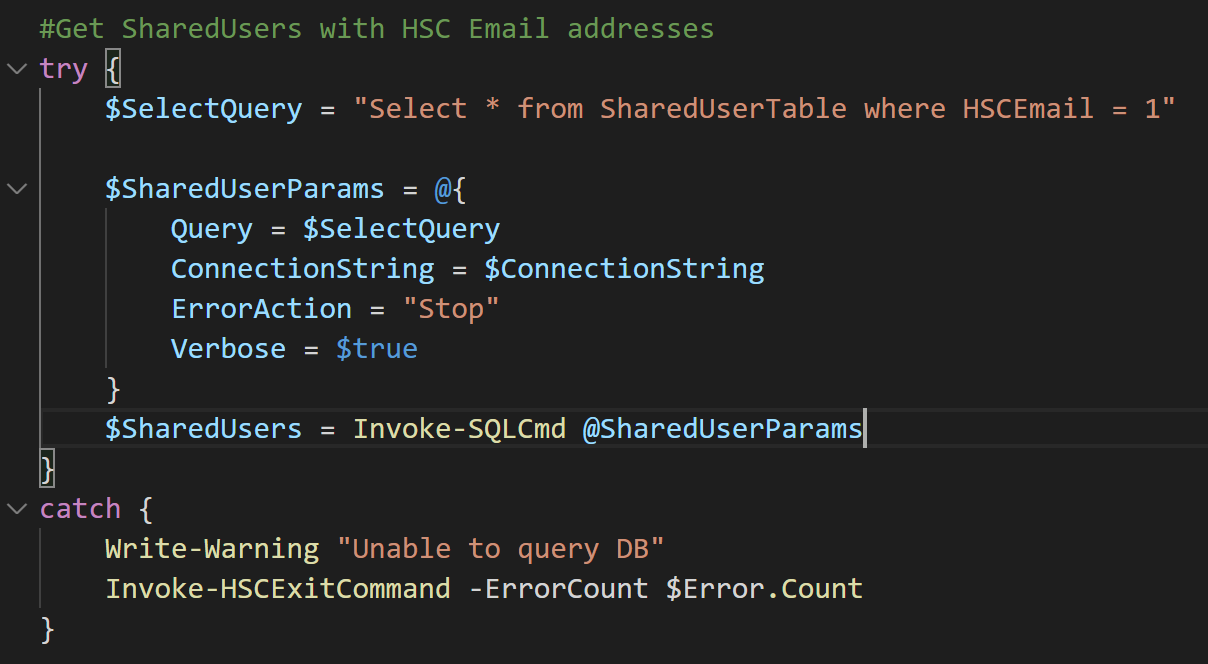 #Get SharedUsers with HSC Email addresses
try {
    $SelectQuery = "Select * from SharedUserTable where HSCEmail = 1"

    $SharedUserParams = @{
        Query = $SelectQuery
        ConnectionString = $ConnectionString
        ErrorAction = "Stop"
        Verbose = $true
    }
    $SharedUsers = Invoke-SQLCmd @SharedUserParams
}
catch {
    Write-Warning "Unable to query DB"
    Invoke-HSCExitCommand -ErrorCount $Error.Count
}